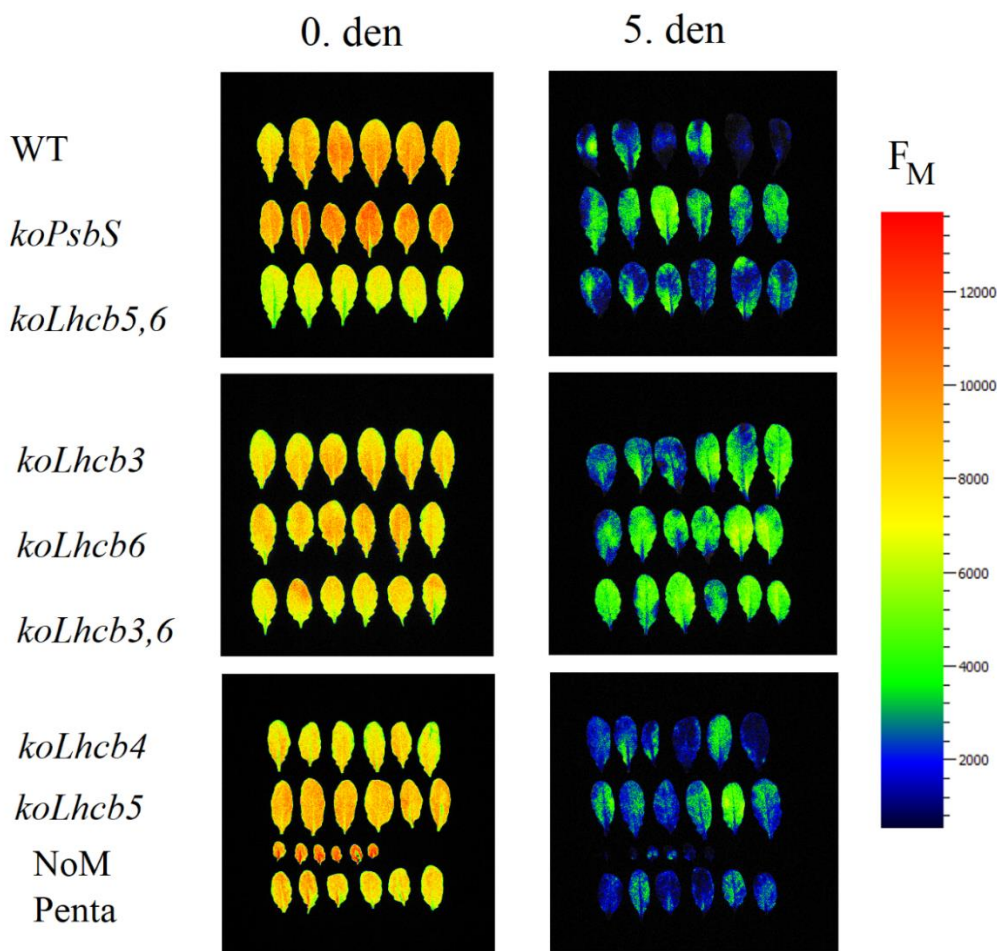 0. den
5. den
WT
koPsbS
koLhcb5,6
koLhcb3
koLhcb6
koLhcb3,6
koLhcb4
koLhcb5
NoM
Penta
FM
12000
10000
8000
6000
4000
2000